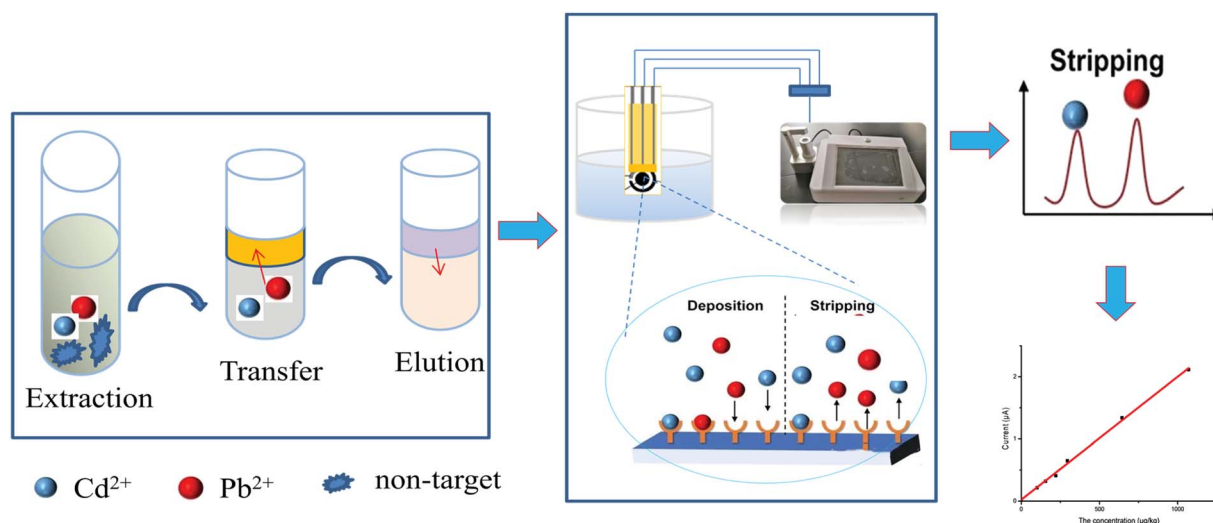 Extraction
Transfer
Elution
Cd²⁺
Pb²⁺
non-target
Deposition
Stripping
Stripping
Current (μA)
2
1
0
0
500
1000
The concentration (μg/kg)